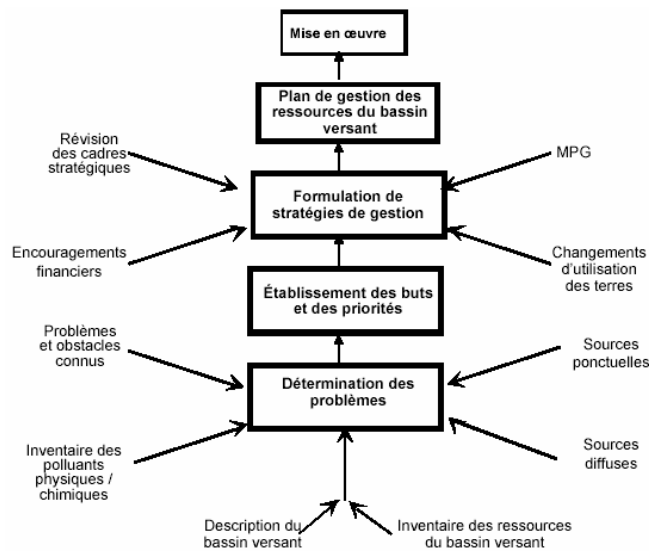 Mise en œuvre
Plan de gestion des
ressources du bassin
versant
Révision
des cadres
stratégiques
MPG
Formulation de
stratégies de gestion
Encouragements
financiers
Changements
d’utilisation
des terres
Établissement des buts
et des priorités
Problèmes
et obstacles
connus
Sources
ponctuelles
Détermination des
problèmes
Inventaire des
polluants
physiques /
chimiques
Sources
diffuses
Description du
bassin versant
Inventaire des ressources
du bassin versant